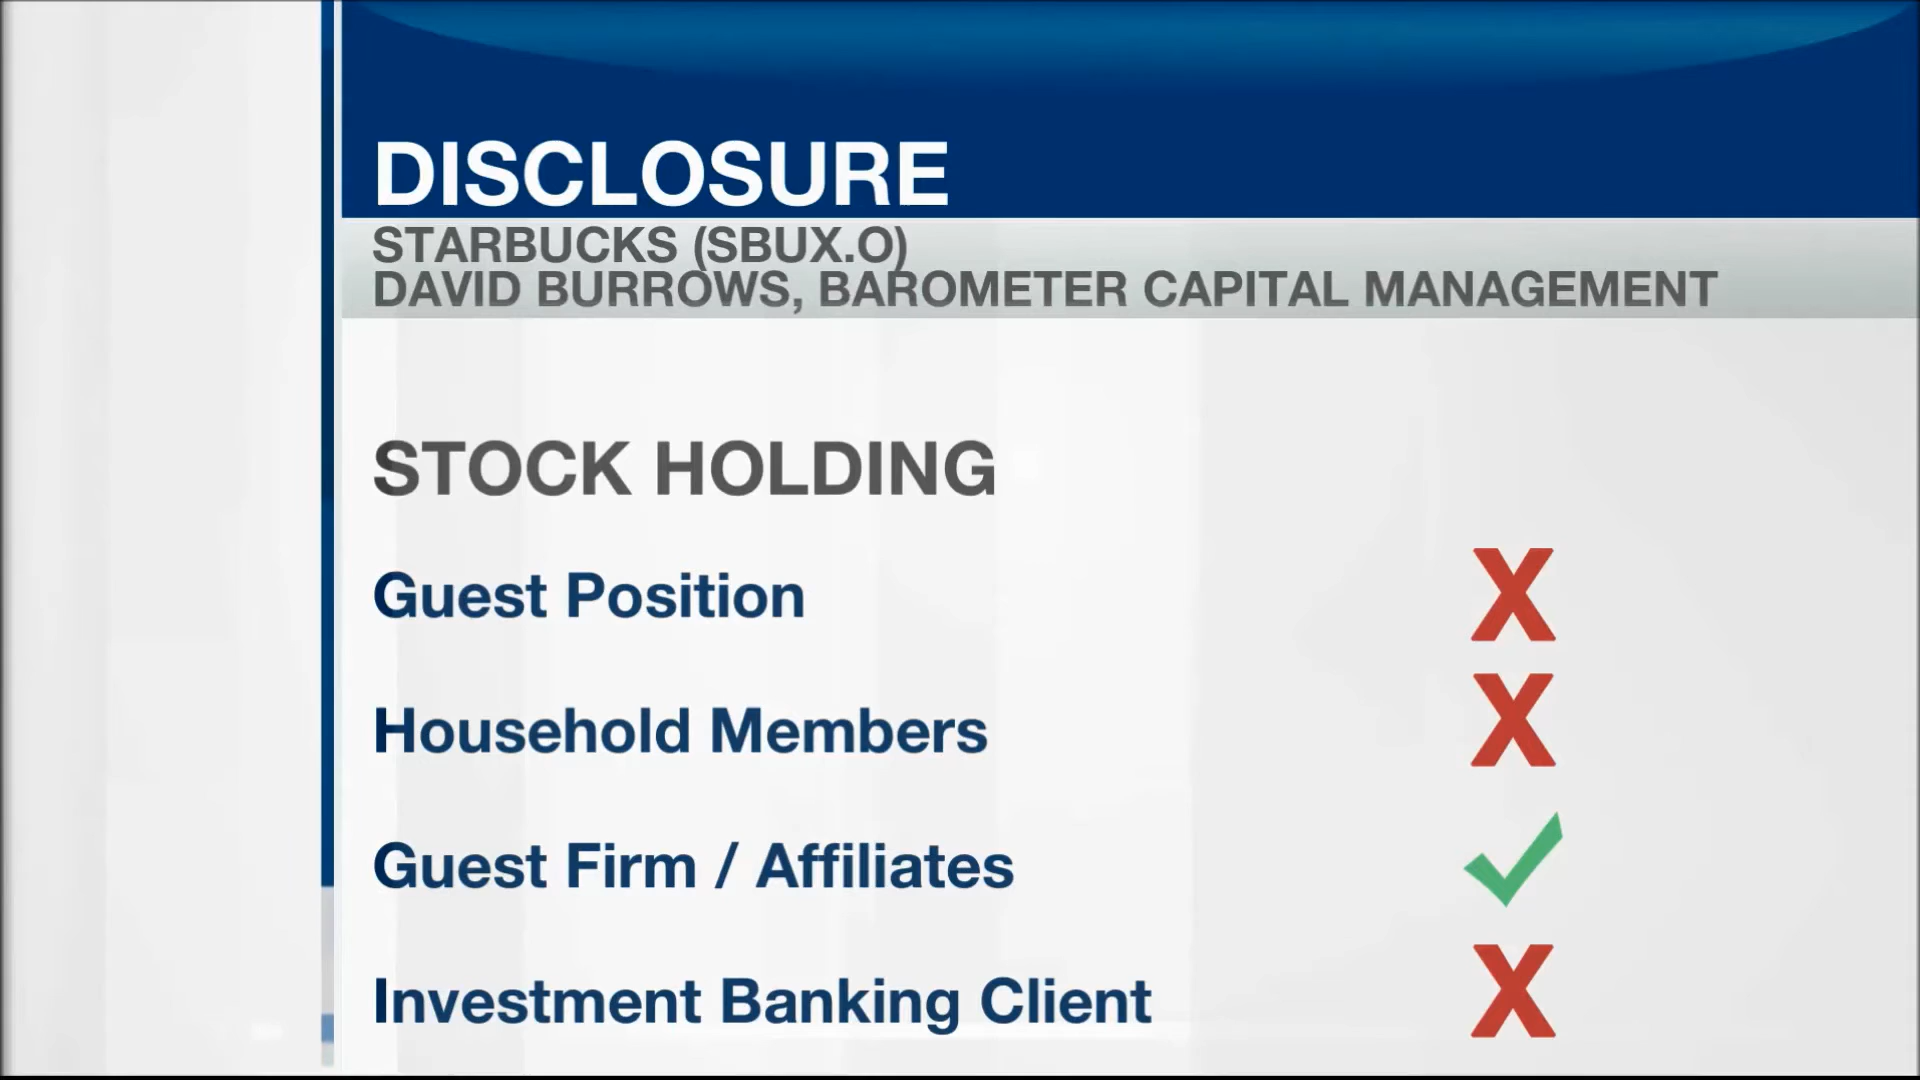 DISCLOSURE
STARBUCKS (SBUX.O)
DAVID BURROWS, BAROMETER CAPITAL MANAGEMENT
STOCK HOLDING
Guest Position X
Household Members X
Guest Firm / Affiliates ✓
Investment Banking Client X